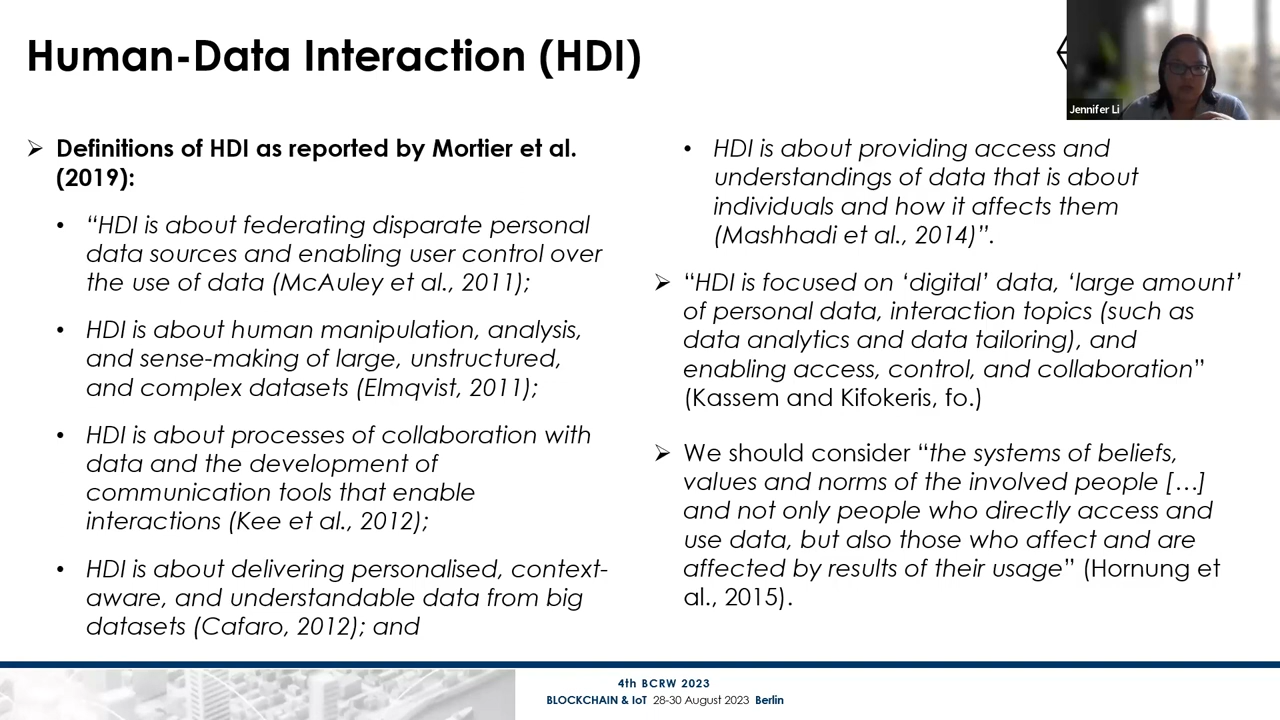 Human-Data Interaction (HDI)
Jennifer Li
➢ Definitions of HDI as reported by Mortier et al.
(2019):
• “HDI is about federating disparate personal
data sources and enabling user control over
the use of data (McAuley et al., 2011);
• HDI is about human manipulation, analysis,
and sense-making of large, unstructured,
and complex datasets (Elmqvist, 2011);
• HDI is about processes of collaboration with
data and the development of
communication tools that enable
interactions (Kee et al., 2012);
• HDI is about delivering personalised, context-
aware, and understandable data from big
datasets (Cafaro, 2012); and
• HDI is about providing access and
understandings of data that is about
individuals and how it affects them
(Mashhadi et al., 2014)”.
➢ “HDI is focused on ‘digital’ data, ‘large amount’
of personal data, interaction topics (such as
data analytics and data tailoring), and
enabling access, control, and collaboration”
(Kassem and Kifokeris, fo.)
➢ We should consider “the systems of beliefs,
values and norms of the involved people […]
and not only people who directly access and
use data, but also those who affect and are
affected by results of their usage” (Hornung et
al., 2015).
4th BCRW 2023
BLOCKCHAIN & IoT 28-30 August 2023 Berlin